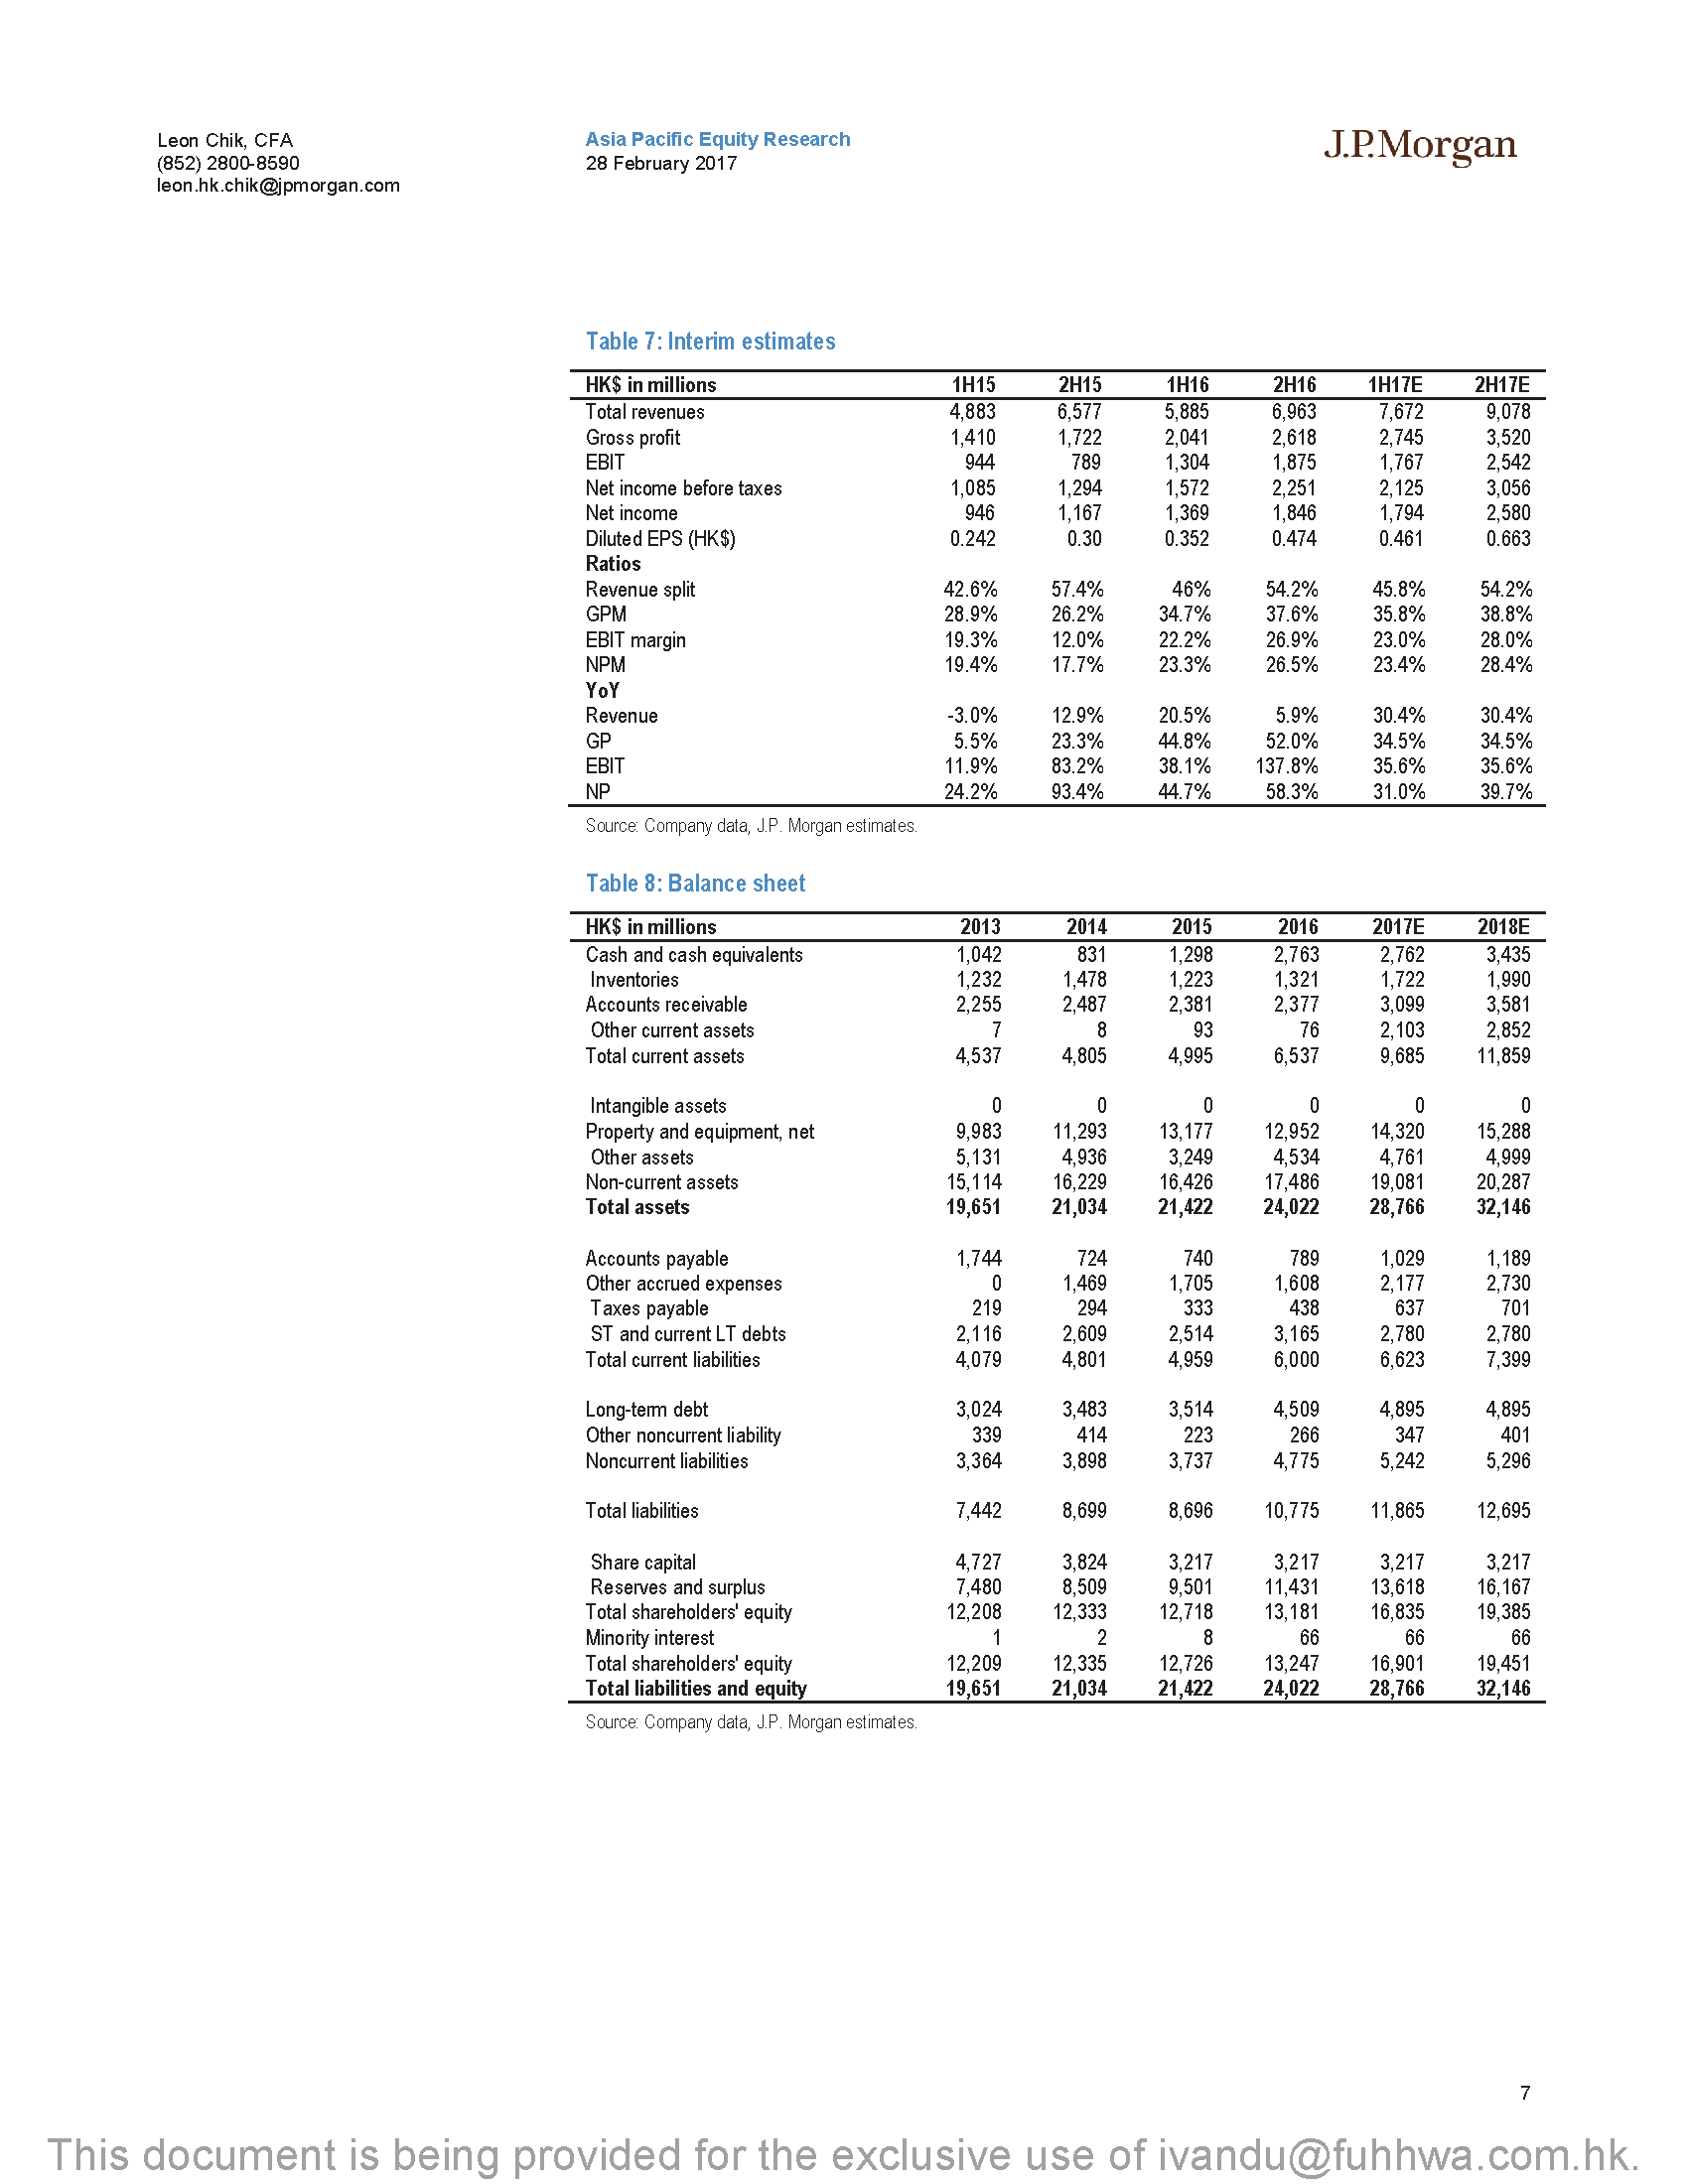 Leon Chik, CFA
(852) 2800-8590
leon.hk.chik@jpmorgan.com
Asia Pacific Equity Research
28 February 2017
J.P.Morgan
Table 7: Interim estimates
HK$ in millions 1H15 2H15 1H16 2H16 1H17E 2H17E
Total revenues 4,883 6,577 5,885 6,963 7,672 9,078
Gross profit 1,410 1,722 2,041 2,618 2,745 3,520
EBIT 944 789 1,304 1,875 1,767 2,542
Net income before taxes 1,085 1,294 1,572 2,251 2,125 3,056
Net income 946 1,167 1,369 1,846 1,794 2,580
Diluted EPS (HK$) 0.242 0.30 0.352 0.474 0.461 0.663
Ratios
Revenue split 42.6% 57.4% 46% 54.2% 45.8% 54.2%
GPM 28.9% 26.2% 34.7% 37.6% 35.8% 38.8%
EBIT margin 19.3% 12.0% 22.2% 26.9% 23.0% 28.0%
NPM 19.4% 17.7% 23.3% 26.5% 23.4% 28.4%
YoY
Revenue -3.0% 12.9% 20.5% 5.9% 30.4% 30.4%
GP 5.5% 23.3% 44.8% 52.0% 34.5% 34.5%
EBIT 11.9% 83.2% 38.1% 137.8% 35.6% 35.6%
NP 24.2% 93.4% 44.7% 58.3% 31.0% 39.7%
Source: Company data, J.P. Morgan estimates.
Table 8: Balance sheet
HK$ in millions 2013 2014 2015 2016 2017E 2018E
Cash and cash equivalents 1,042 831 1,298 2,763 2,762 3,435
Inventories 1,232 1,478 1,223 1,321 1,722 1,990
Accounts receivable 2,255 2,487 2,381 2,377 3,099 3,581
Other current assets 7 8 93 76 2,103 2,852
Total current assets 4,537 4,805 4,995 6,537 9,685 11,859
Intangible assets 0 0 0 0 0 0
Property and equipment, net 9,983 11,293 13,177 12,952 14,320 15,288
Other assets 5,131 4,936 3,249 4,534 4,761 4,999
Non-current assets 15,114 16,229 16,426 17,486 19,081 20,287
Total assets 19,651 21,034 21,422 24,022 28,766 32,146
Accounts payable 1,744 724 740 789 1,029 1,189
Other accrued expenses 0 1,469 1,705 1,608 2,177 2,730
Taxes payable 219 294 333 438 637 701
ST and current LT debts 2,116 2,609 2,514 3,165 2,780 2,780
Total current liabilities 4,079 4,801 4,959 6,000 6,623 7,399
Long-term debt 3,024 3,483 3,514 4,509 4,895 4,895
Other noncurrent liability 339 414 223 266 347 401
Noncurrent liabilities 3,364 3,898 3,737 4,775 5,242 5,296
Total liabilities 7,442 8,699 8,696 10,775 11,865 12,695
Share capital 4,727 3,824 3,217 3,217 3,217 3,217
Reserves and surplus 7,480 8,509 9,501 11,431 13,618 16,167
Total shareholders' equity 12,208 12,333 12,718 13,181 16,835 19,385
Minority interest 1 2 8 66 66 66
Total shareholders' equity 12,209 12,335 12,726 13,247 16,901 19,451
Total liabilities and equity 19,651 21,034 21,422 24,022 28,766 32,146
Source: Company data, J.P. Morgan estimates.
7
This document is being provided for the exclusive use of ivandu@fuhhwa.com.hk.